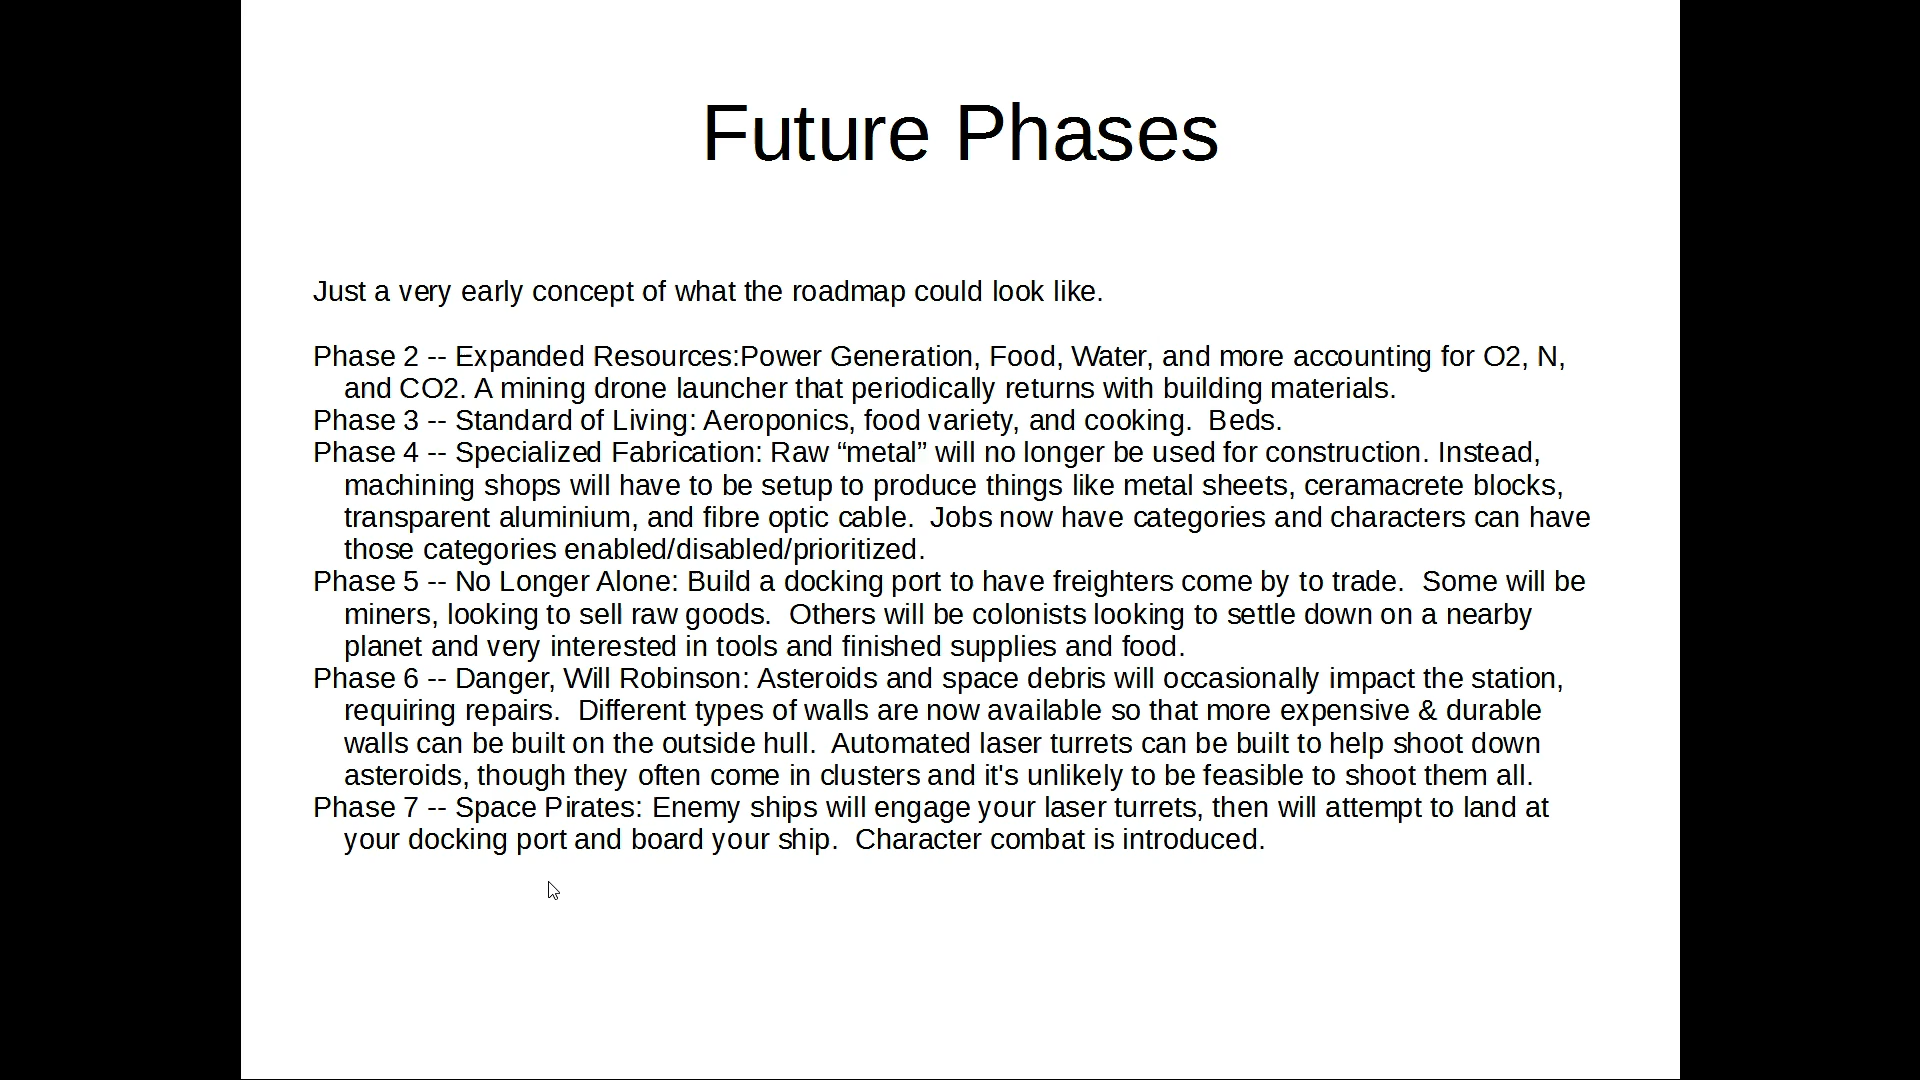 Future Phases
Just a very early concept of what the roadmap could look like.
Phase 2 -- Expanded Resources:Power Generation, Food, Water, and more accounting for O2, N,
and CO2. A mining drone launcher that periodically returns with building materials.
Phase 3 -- Standard of Living: Aeroponics, food variety, and cooking.  Beds.
Phase 4 -- Specialized Fabrication: Raw “metal” will no longer be used for construction. Instead,
machining shops will have to be setup to produce things like metal sheets, ceramacrete blocks,
transparent aluminium, and fibre optic cable.  Jobs now have categories and characters can have
those categories enabled/disabled/prioritized.
Phase 5 -- No Longer Alone: Build a docking port to have freighters come by to trade.  Some will be
miners, looking to sell raw goods.  Others will be colonists looking to settle down on a nearby
planet and very interested in tools and finished supplies and food.
Phase 6 -- Danger, Will Robinson: Asteroids and space debris will occasionally impact the station,
requiring repairs.  Different types of walls are now available so that more expensive & durable
walls can be built on the outside hull.  Automated laser turrets can be built to help shoot down
asteroids, though they often come in clusters and it's unlikely to be feasible to shoot them all.
Phase 7 -- Space Pirates: Enemy ships will engage your laser turrets, then will attempt to land at
your docking port and board your ship.  Character combat is introduced.